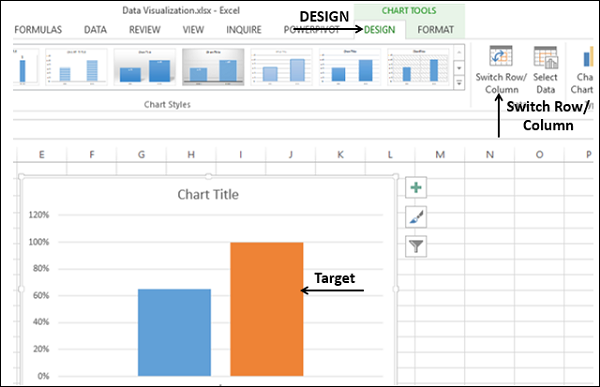 Data Visualization.xlsx - Excel
DESIGN
CHART TOOLS
FORMULAS DATA REVIEW VIEW INQUIRE POWERPIVOT DESIGN FORMAT
Switch Row/
Column
Select
Data
Chart
Chart Styles
Switch Row/
Column
E F G H I J K L M N O P
Chart Title
120%
100%
80%
60%
40%
20%
0%
Target